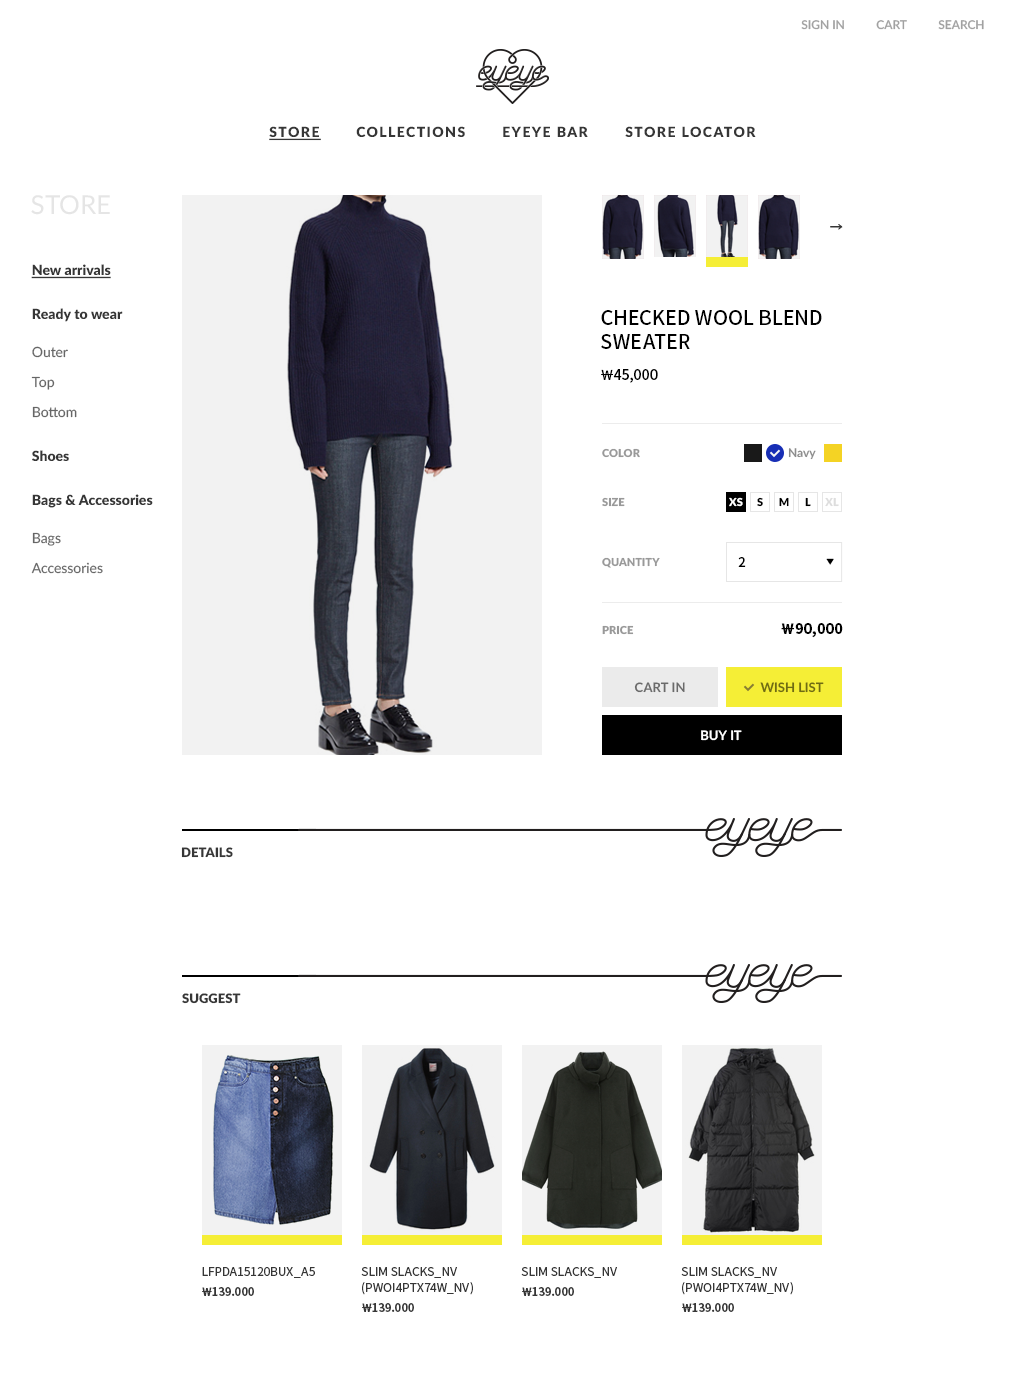 SIGN IN CART SEARCH
eyeye
STORE COLLECTIONS EYEYE BAR STORE LOCATOR
STORE
New arrivals
Ready to wear
Outer
Top
Bottom
Shoes
Bags & Accessories
Bags
Accessories
CHECKED WOOL BLEND
SWEATER
₩45,000
COLOR Navy
SIZE XS S M L XL
QUANTITY 2
PRICE ₩90,000
CART IN WISH LIST
BUY IT
eyeye
DETAILS
eyeye
SUGGEST
LFPDA15120BUX_A5
₩139.000
SLIM SLACKS_NV
(PWOI4PTX74W_NV)
₩139.000
SLIM SLACKS_NV
₩139.000
SLIM SLACKS_NV
(PWOI4PTX74W_NV)
₩139.000